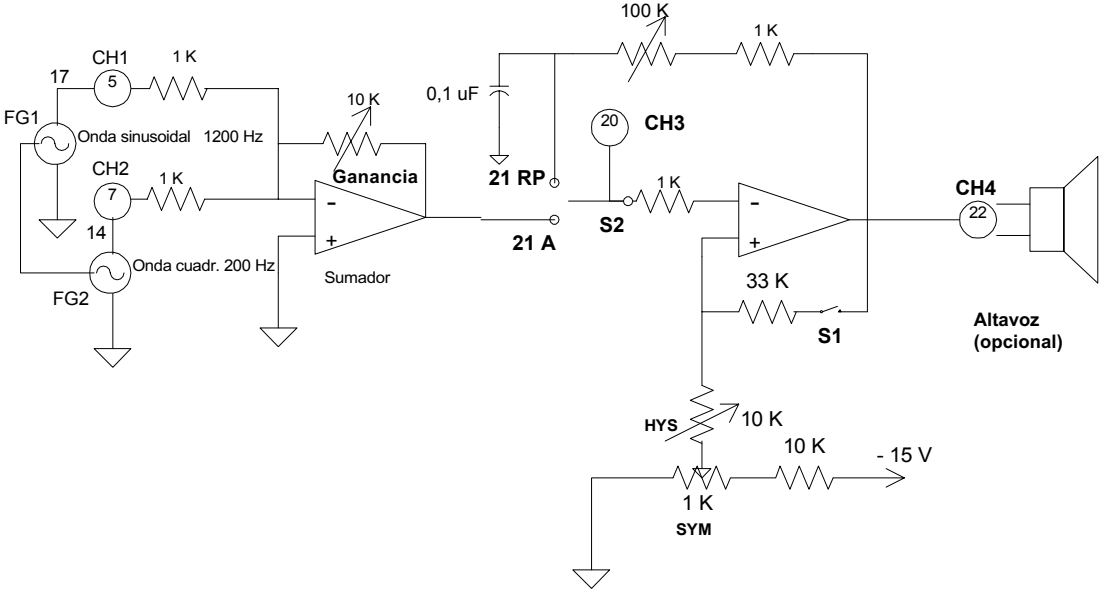 100 K
1 K
CH1
1 K
17
5
0,1 uF
10 K
20
CH3
FG1
Onda sinusoidal 1200 Hz
CH2
1 K
Ganancia
21 RP
1 K
CH4
7
-
-
22
S2
14
+
21 A
+
Onda cuadr. 200 Hz
Sumador
33 K
FG2
S1
Altavoz
(opcional)
HYS
10 K
10 K
- 15 V
1 K
SYM